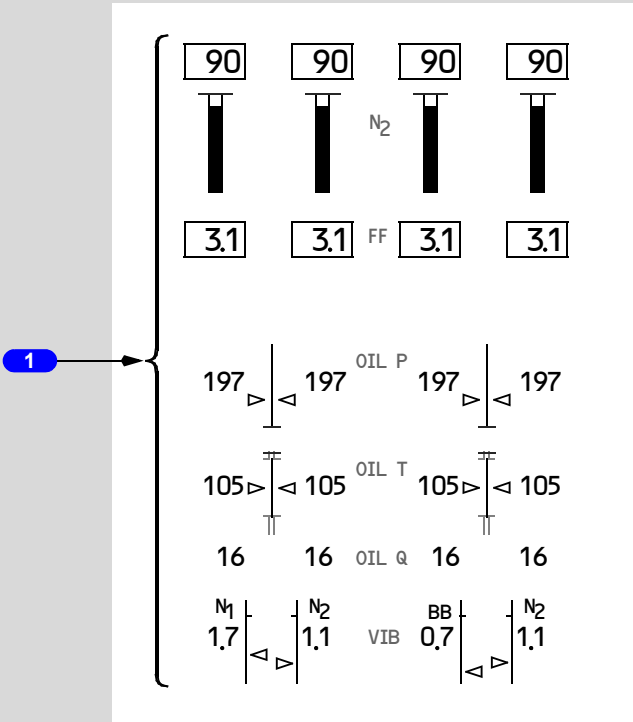 90 90 90 90
N2
3.1 3.1 FF 3.1 3.1
1
OIL P
197 197 197 197
OIL T
105 105 105 105
16 16 OIL Q 16 16
N1 N2 BB N2
1.7 1.1 VIB 0.7 1.1